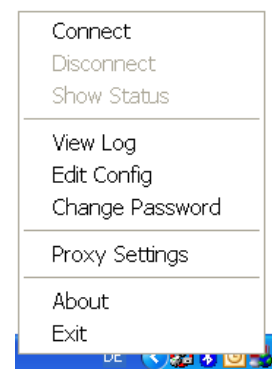 Connect
Disconnect
Show Status
View Log
Edit Config
Change Password
Proxy Settings
About
Exit
DE